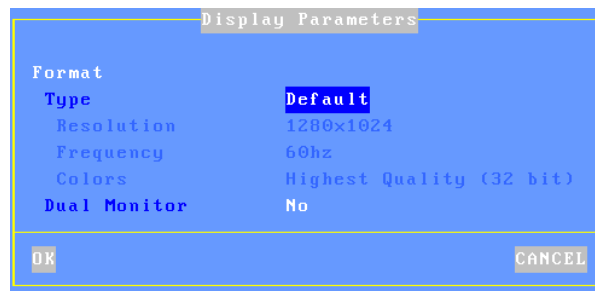 Display Parameters
Format
Type Default
Resolution 1280x1024
Frequency 60hz
Colors Highest Quality (32 bit)
Dual Monitor No
OK CANCEL